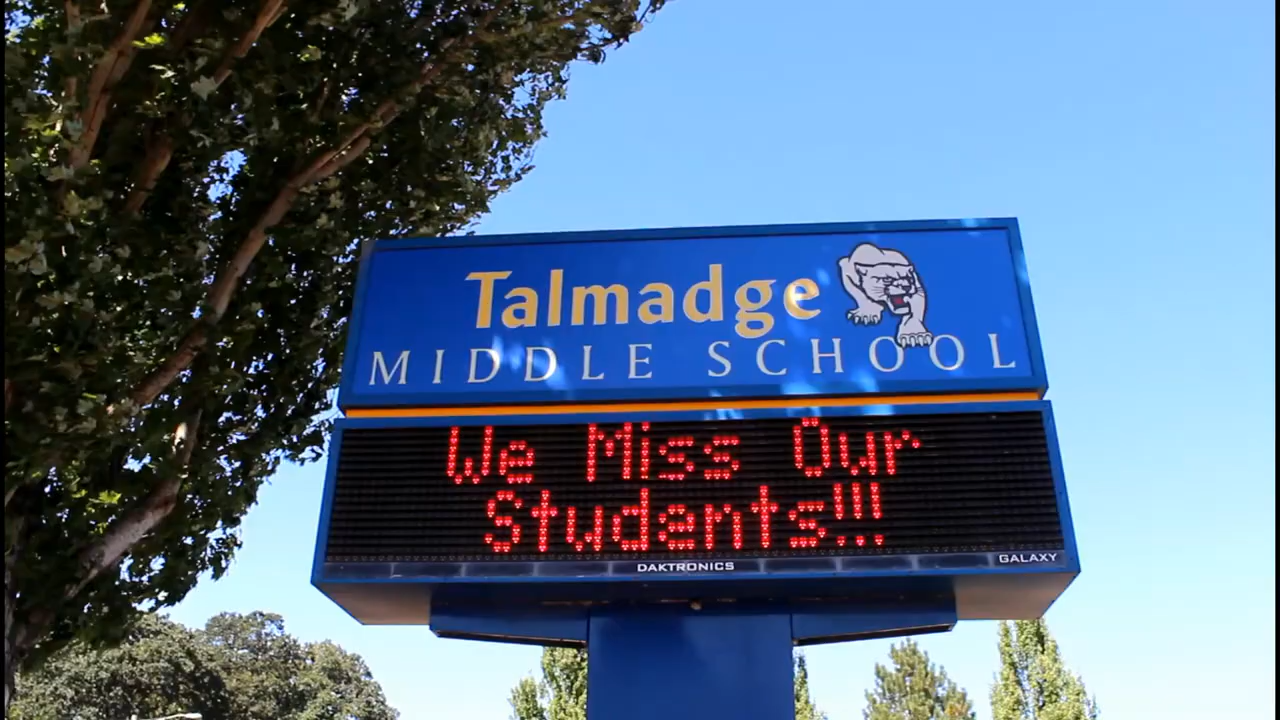 Talmadge
MIDDLE SCHOOL
We Miss Our
Students!!!
DAKTRONICS
GALAXY